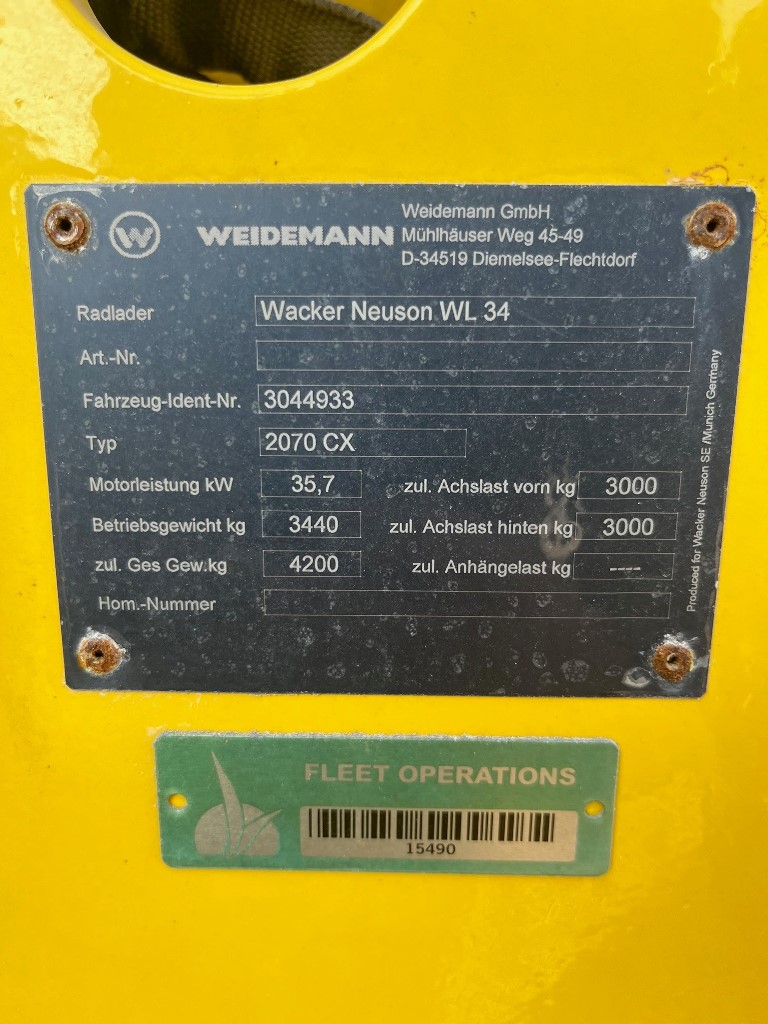 W WEIDEMANN
Weidemann GmbH
Mühlhäuser Weg 45-49
D-34519 Diemelsee-Flechtdorf
Radlader Wacker Neuson WL 34
Art.-Nr.
Fahrzeug-Ident-Nr. 3044933
Typ 2070 CX
Motorleistung kW 35,7 zul. Achslast vorn kg 3000
Betriebsgewicht kg 3440 zul. Achslast hinten kg 3000
zul. Ges Gew.kg 4200 zul. Anhängelast kg ----
Hom.-Nummer
Produced for Wacker Neuson SE /Munich Germany
FLEET OPERATIONS
15490